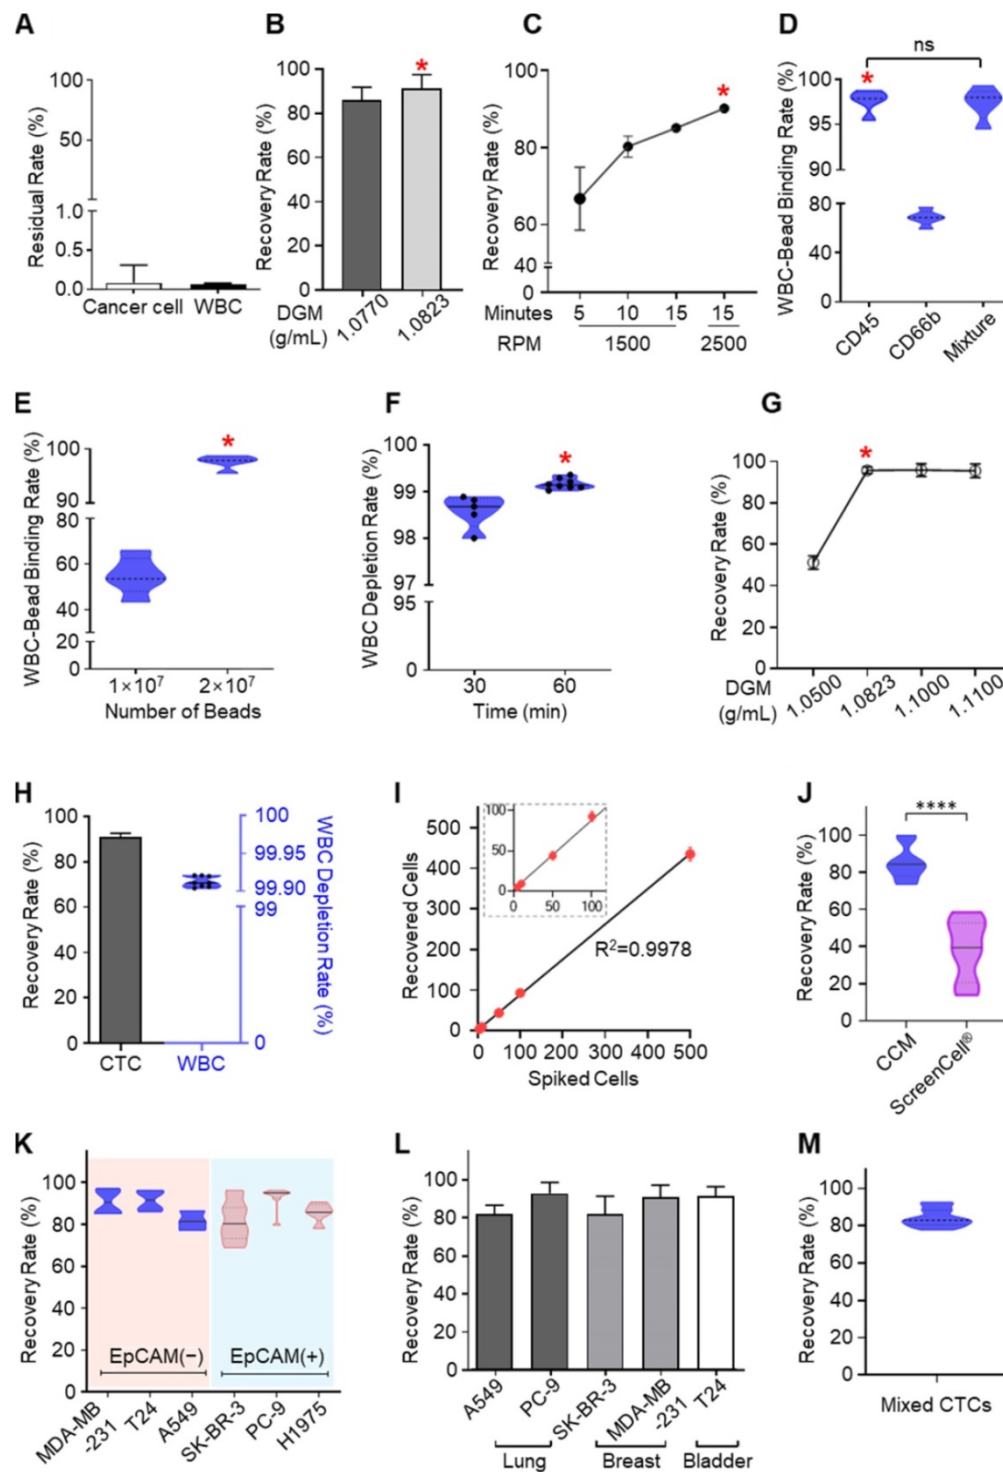 A
Residual Rate (%)
100
50
1.0
0.5
0.0
Cancer cell WBC
B
Recovery Rate (%)
100
80
60
40
20
0
*
DGM
(g/mL)
1.0770
1.0823
C
Recovery Rate (%)
100
80
60
40
*
Minutes 5 10 15 15
RPM 1500 2500
D
WBC-Bead Binding Rate (%)
ns
100
95
90
80
40
0
*
CD45
CD66b
Mixture
E
WBC-Bead Binding Rate (%)
100
90
80
60
40
20
0
*
1×10⁷ 2×10⁷
Number of Beads
F
WBC Depletion Rate (%)
100
99
98
97
95
0
*
30 60
Time (min)
G
Recovery Rate (%)
100
80
60
40
20
0
*
DGM
(g/mL)
1.0500
1.0823
1.1000
1.1100
H
Recovery Rate (%)
100
80
60
40
20
0
CTC WBC
100
99.95
99.90
99
0
WBC Depletion Rate (%)
I
Recovered Cells
500
400
300
200
100
0
100
50
0
0 50 100
R²=0.9978
0 100 200 300 400 500
Spiked Cells
J
Recovery Rate (%)
****
100
80
60
40
20
0
CCM
ScreenCell®
K
Recovery Rate (%)
100
80
60
40
20
0
EpCAM(−) EpCAM(+)
MDA-MB
-231
T24
A549
SK-BR-3
PC-9
H1975
L
Recovery Rate (%)
100
80
60
40
20
0
A549
PC-9
SK-BR-3
MDA-MB
-231
T24
Lung Breast Bladder
M
Recovery Rate (%)
100
80
60
40
20
0
Mixed CTCs